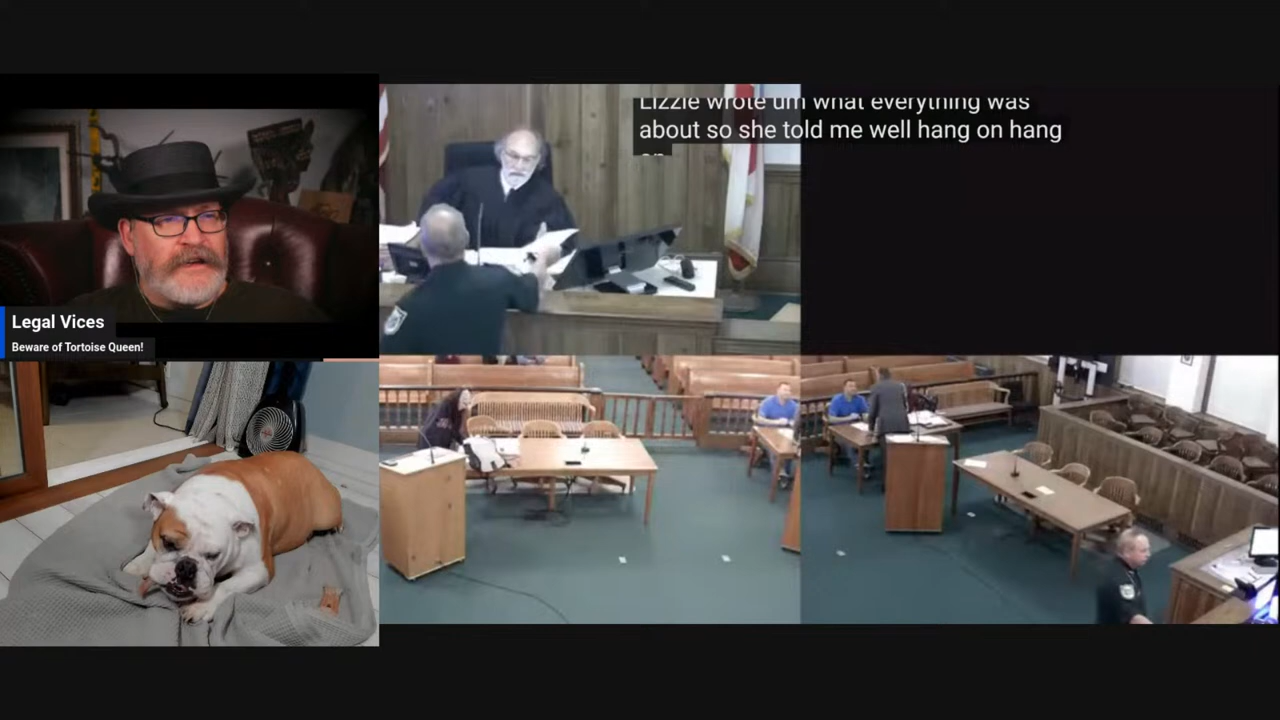 Lizzie wrote um what everything was
about so she told me well hang on hang
on
Legal Vices
Beware of Tortoise Queen!